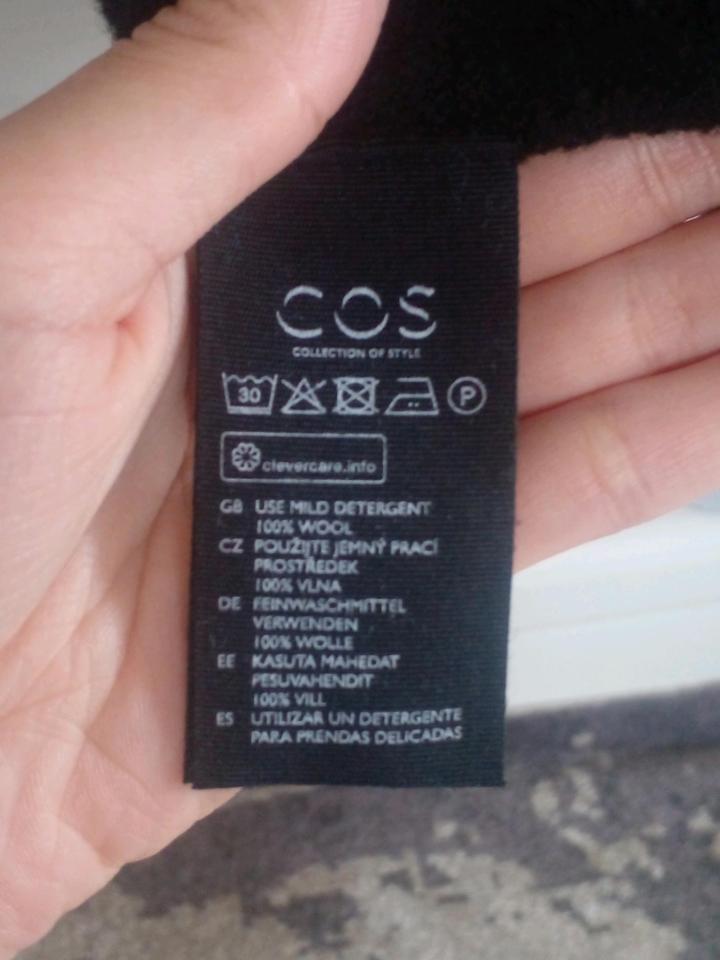 COS
COLLECTION OF STYLE
30 P
clevercare.info
GB USE MILD DETERGENT
100% WOOL
CZ POUŽIJTE JEMNÝ PRACÍ
PROSTŘEDEK
100% VLNA
DE FEINWASCHMITTEL
VERWENDEN
100% WOLLE
EE KASUTA MAHEDAT
PESUVAHENDIT
100% VILL
ES UTILIZAR UN DETERGENTE
PARA PRENDAS DELICADAS